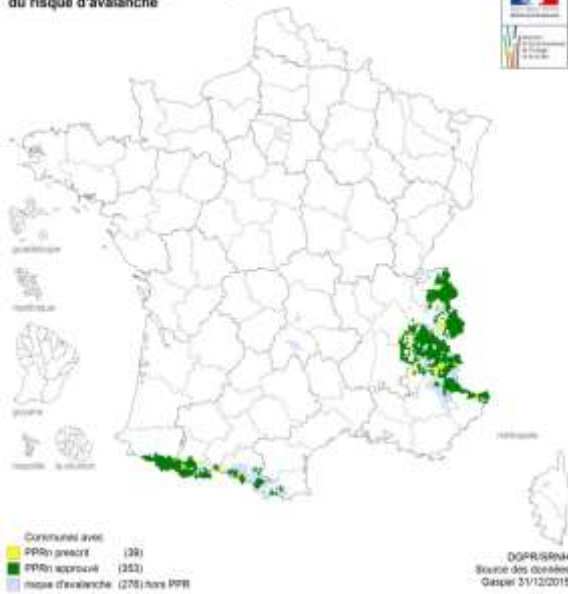 du risque d'avalanche
guadeloupe
martinique
guyane
mayotte la réunion
métropole
Communes avec
PPRn prescrit (39)
PPRn approuvé (353)
risque d'avalanche (276) hors PPR
DGPR/SRNH
Source des données
Gaspar 31/12/2015